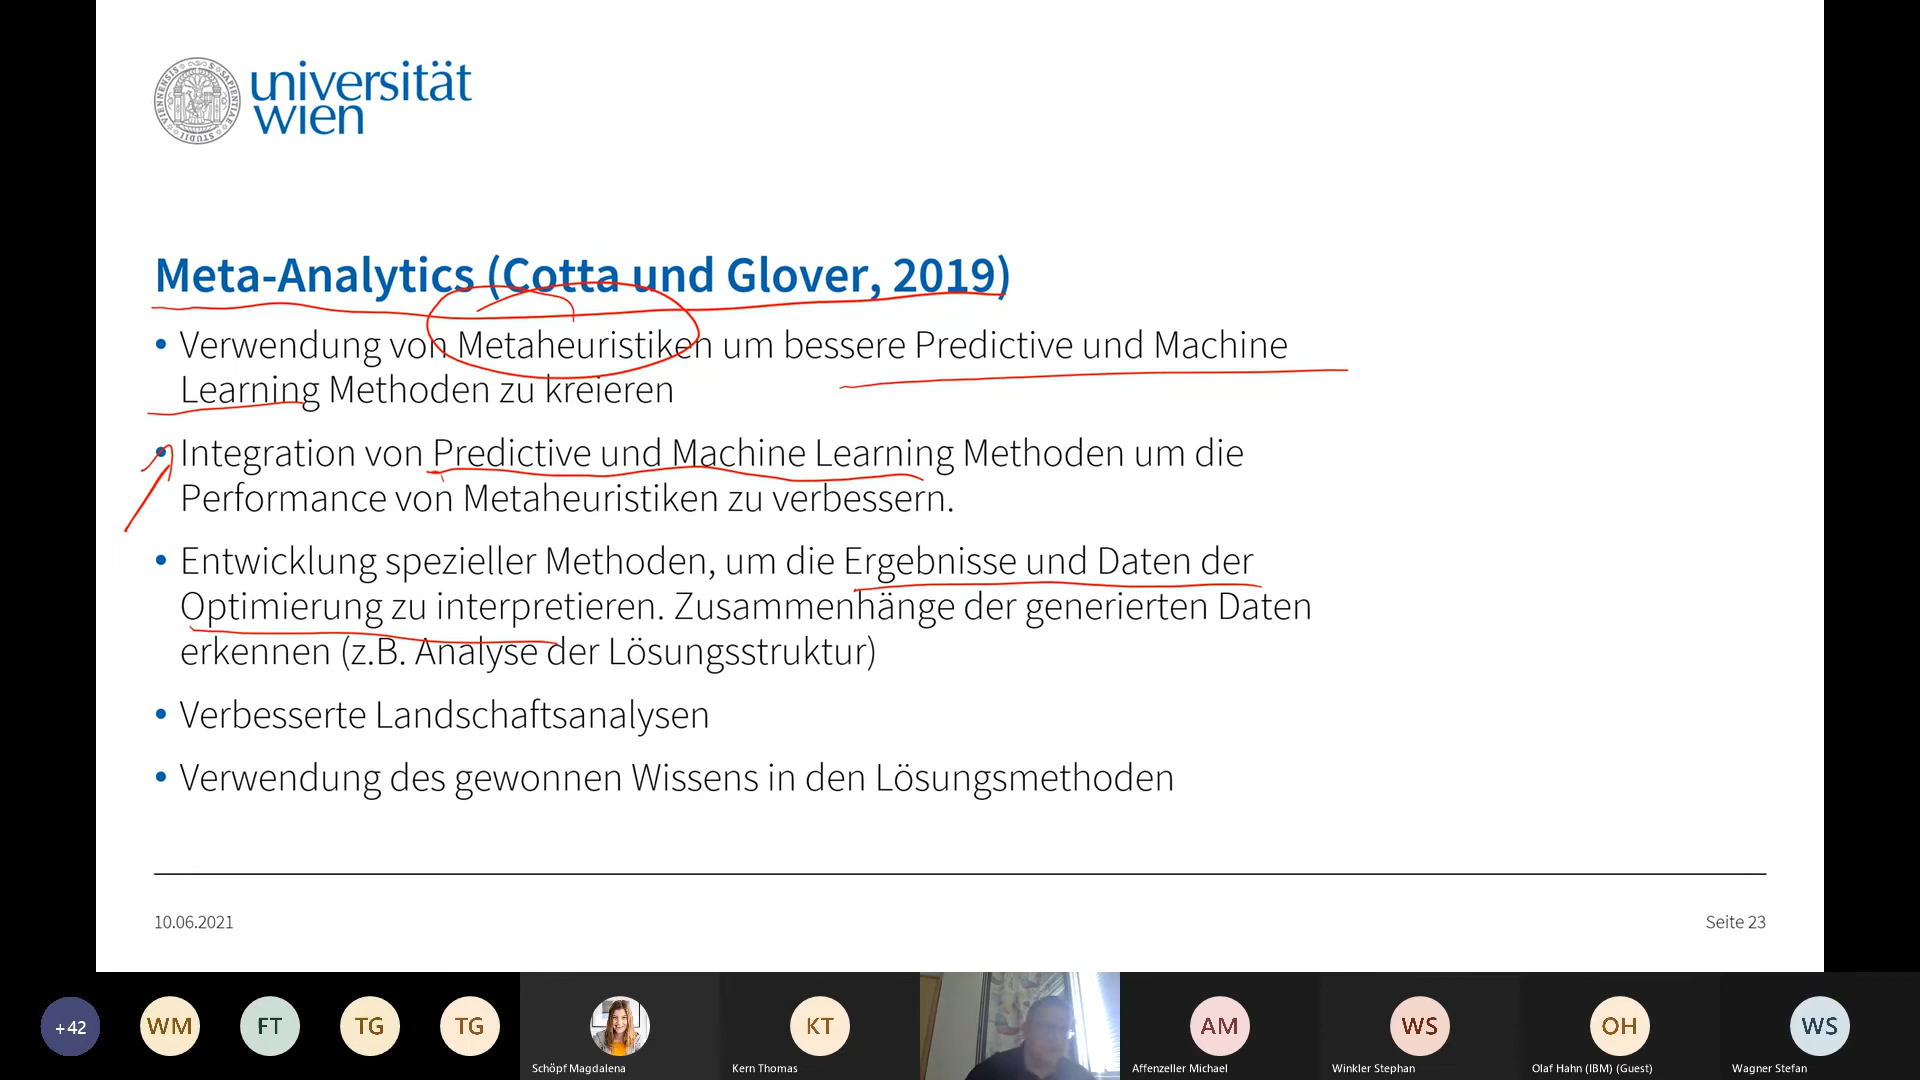 universität
wien
Meta-Analytics (Cotta und Glover, 2019)
• Verwendung von Metaheuristiken um bessere Predictive und Machine
Learning Methoden zu kreieren
• Integration von Predictive und Machine Learning Methoden um die
Performance von Metaheuristiken zu verbessern.
• Entwicklung spezieller Methoden, um die Ergebnisse und Daten der
Optimierung zu interpretieren. Zusammenhänge der generierten Daten
erkennen (z.B. Analyse der Lösungsstruktur)
• Verbesserte Landschaftsanalysen
• Verwendung des gewonnen Wissens in den Lösungsmethoden
10.06.2021
Seite 23
+42
WM
FT
TG
TG
Schöpf Magdalena
KT
Kern Thomas
AM
Affenzeller Michael
WS
Winkler Stephan
OH
Olaf Hahn (IBM) (Guest)
WS
Wagner Stefan